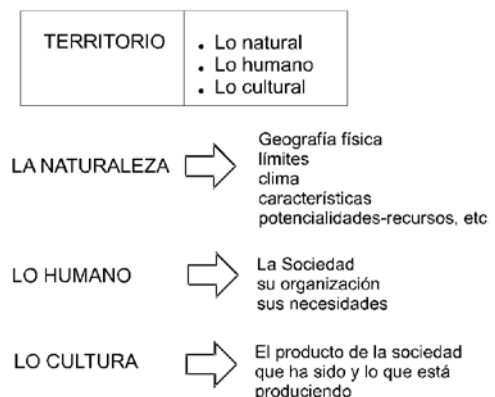 TERRITORIO
• Lo natural
• Lo humano
• Lo cultural
LA NATURALEZA
Geografía física
límites
clima
características
potencialidades-recursos, etc
LO HUMANO
La Sociedad
su organización
sus necesidades
LO CULTURA
El producto de la sociedad
que ha sido y lo que está
produciendo